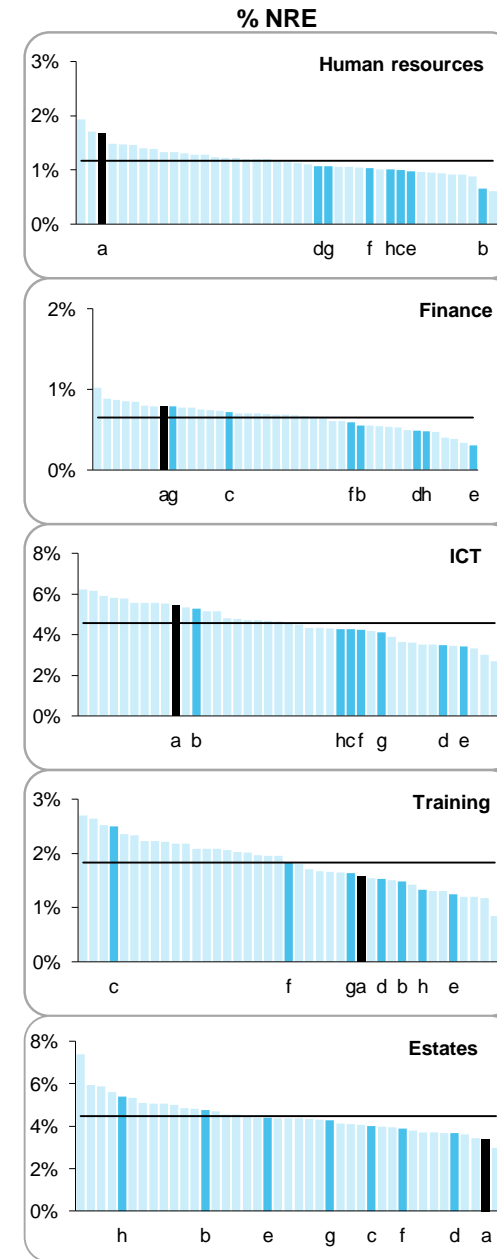 % NRE
Human resources
3%
2%
1%
0%
a dg f hce b
Finance
2%
1%
0%
ag c fb dh e
ICT
8%
6%
4%
2%
0%
a b hcf g d e
Training
3%
2%
1%
0%
c f ga d b h e
Estates
8%
6%
4%
2%
0%
h b e g c f d a